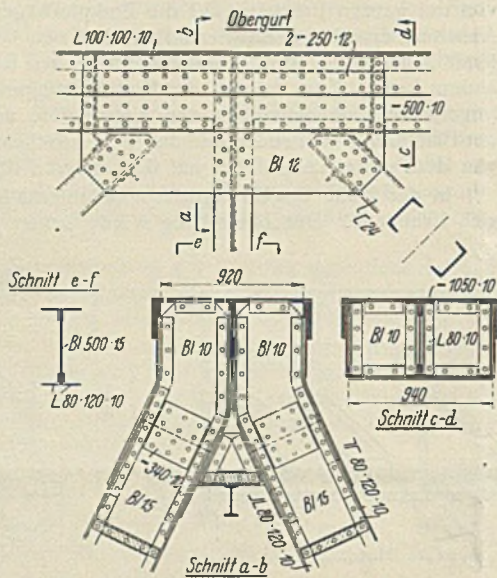 Obergurt
L 100·100·10
b
2-250·12
d
-500·10
Bl 12
[ 24
a
e
f
Schnitt e-f
Bl 500·15
L 80·120·10
920
Bl 10
Bl 10
-1050·10
Bl 10
L 80·10
940
Schnitt c-d
Bl 15
Bl 15
80·120·10
L 80·120·10
Schnitt a-b